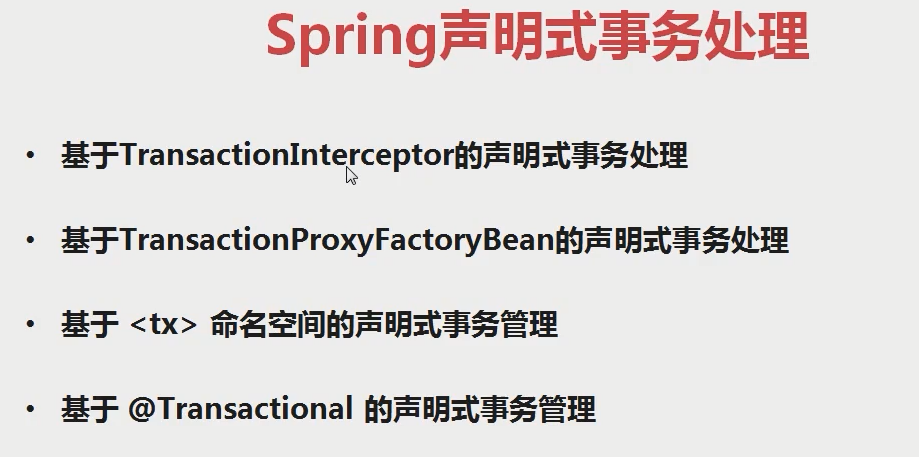 Spring声明式事务处理
• 基于TransactionInterceptor的声明式事务处理
• 基于TransactionProxyFactoryBean的声明式事务处理
• 基于 <tx> 命名空间的声明式事务管理
• 基于 @Transactional 的声明式事务管理